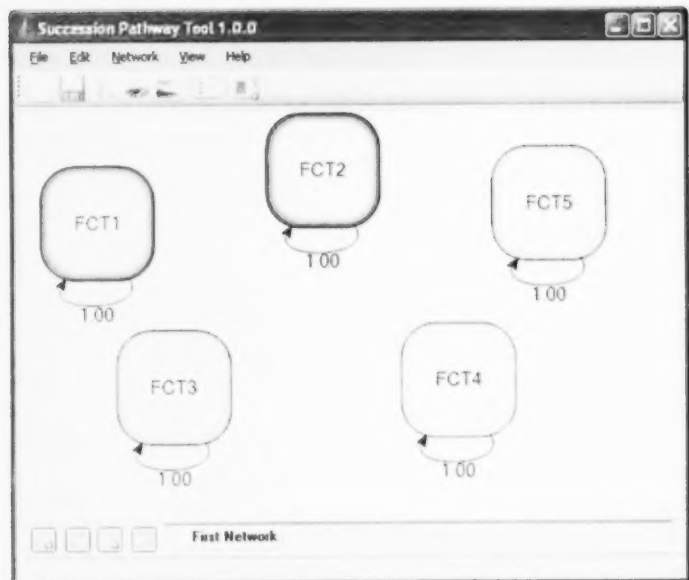 Succession Pathway Tool 1.0.0
File Edit Network View Help
FCT2
FCT5
FCT1
1 00
1 00
1 00
FCT3
FCT4
1 00
1 00
First Network